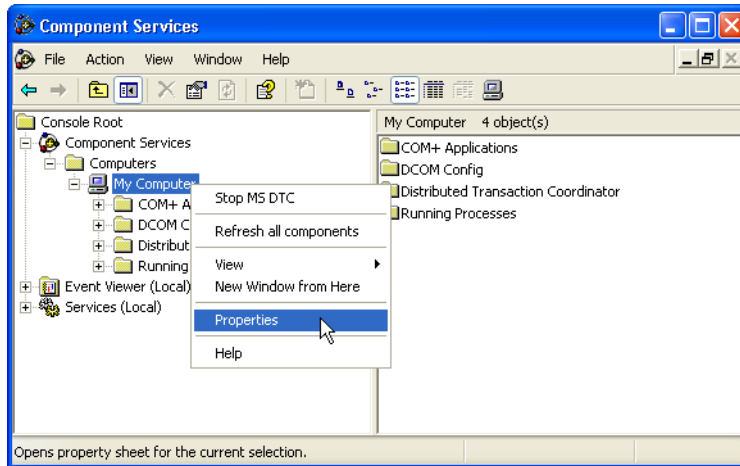 Component Services
File Action View Window Help
Console Root
My Computer 4 object(s)
Component Services
Computers
My Computer
COM+ A
DCOM C
Distribut
Running
Event Viewer (Local)
Services (Local)
Stop MS DTC
Refresh all components
View
New Window from Here
Properties
Help
COM+ Applications
DCOM Config
Distributed Transaction Coordinator
Running Processes
Opens property sheet for the current selection.